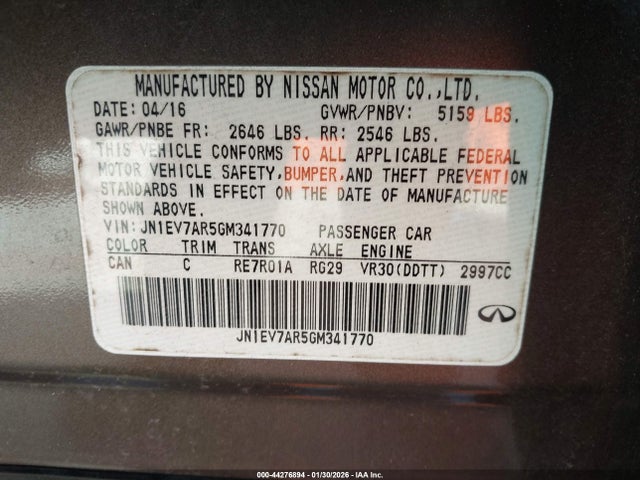 MANUFACTURED BY NISSAN MOTOR CO.,LTD.
DATE: 04/16 GVWR/PNBV: 5159 LBS.
GAWR/PNBE FR: 2646 LBS. RR: 2546 LBS.
THIS VEHICLE CONFORMS TO ALL APPLICABLE FEDERAL
MOTOR VEHICLE SAFETY, BUMPER, AND THEFT PREVENTION
STANDARDS IN EFFECT ON THE DATE OF MANUFACTURE
SHOWN ABOVE.
VIN: JN1EV7AR5GM341770 PASSENGER CAR
COLOR TRIM TRANS AXLE ENGINE
CAN C RE7R01A RG29 VR30(DDTT) 2997CC
JN1EV7AR5GM341770
000-44276894 - 01/30/2026 - IAA Inc.